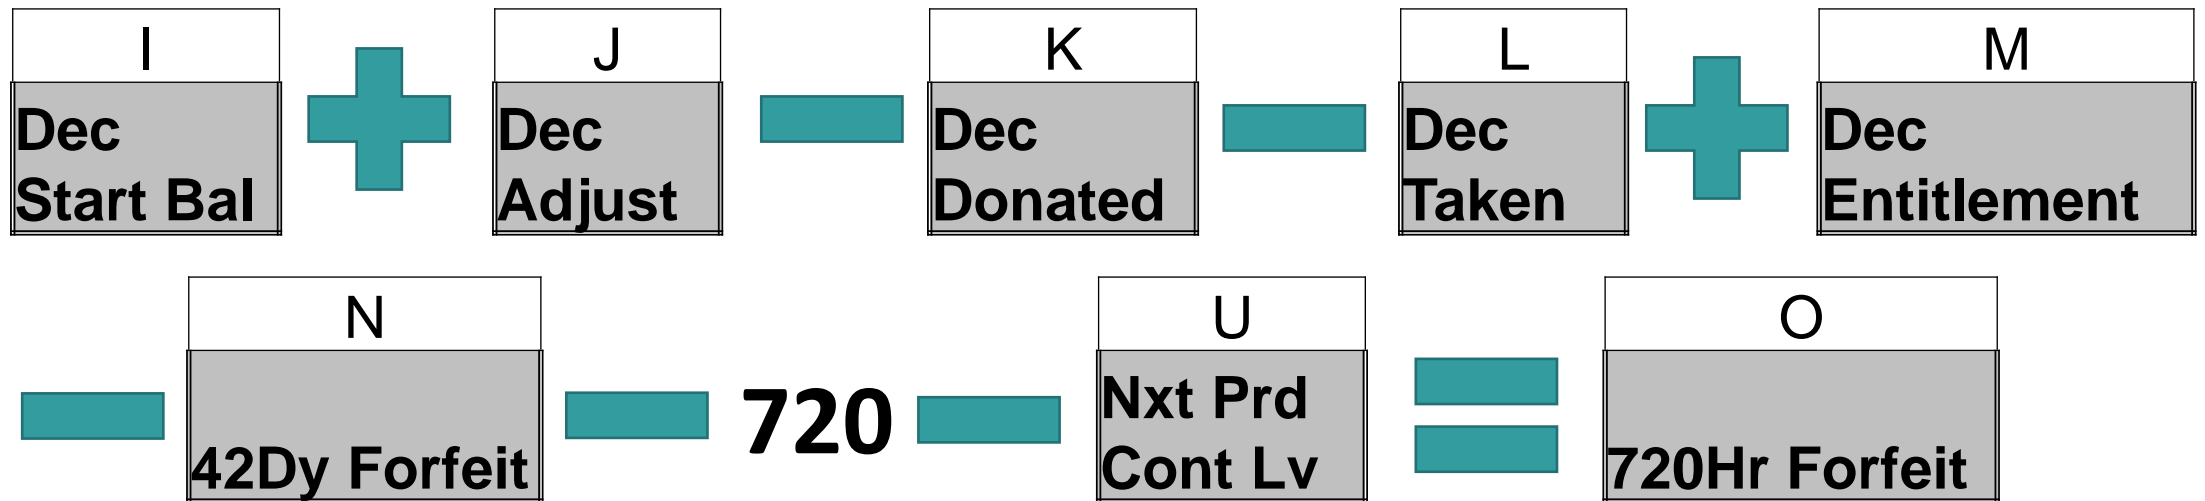 I J K L M
Dec Dec Dec Dec Dec
Start Bal Adjust Donated Taken Entitlement
N U O
42Dy Forfeit 720 Nxt Prd 720Hr Forfeit
Cont Lv